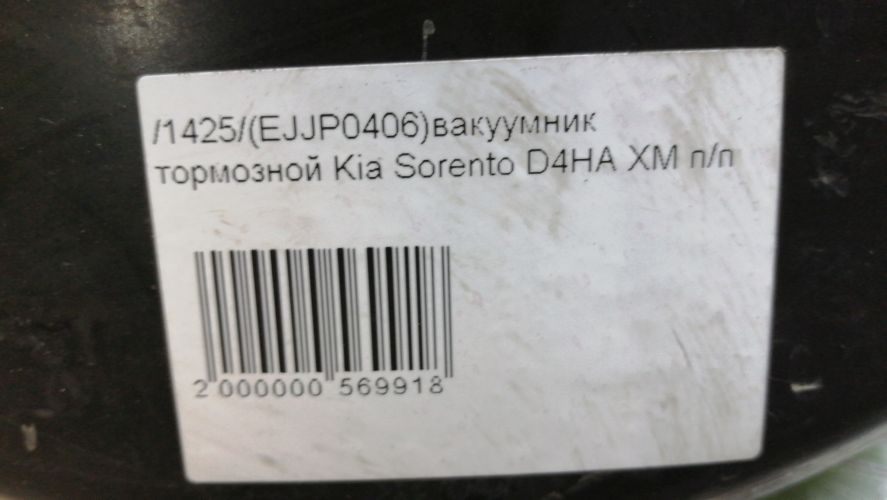 /1425/(EJJP0406)вакуумник
тормозной Kia Sorento D4HA XM п/п
2 000000 569918